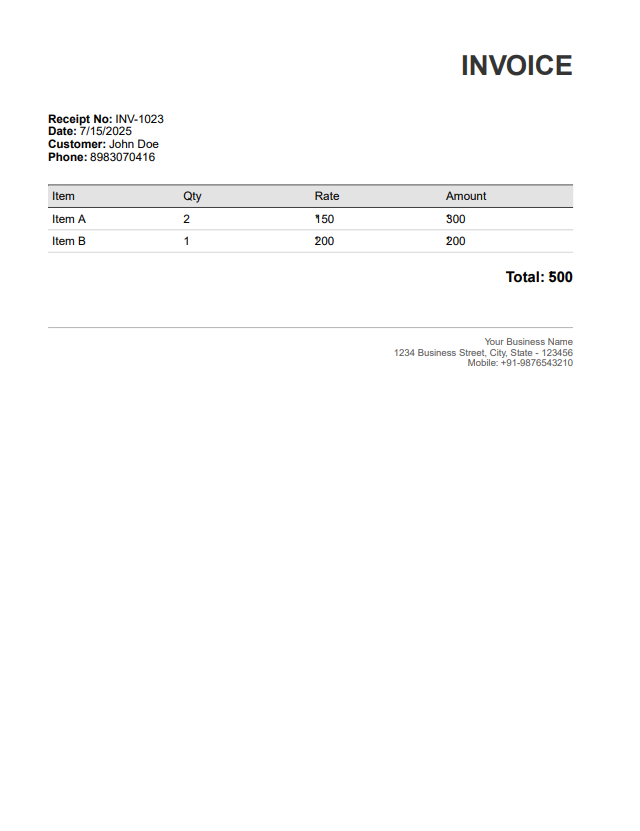 INVOICE
Receipt No: INV-1023
Date: 7/15/2025
Customer: John Doe
Phone: 8983070416
Item Qty Rate Amount
Item A 2 150 300
Item B 1 200 200
Total: 500
Your Business Name
1234 Business Street, City, State - 123456
Mobile: +91-9876543210